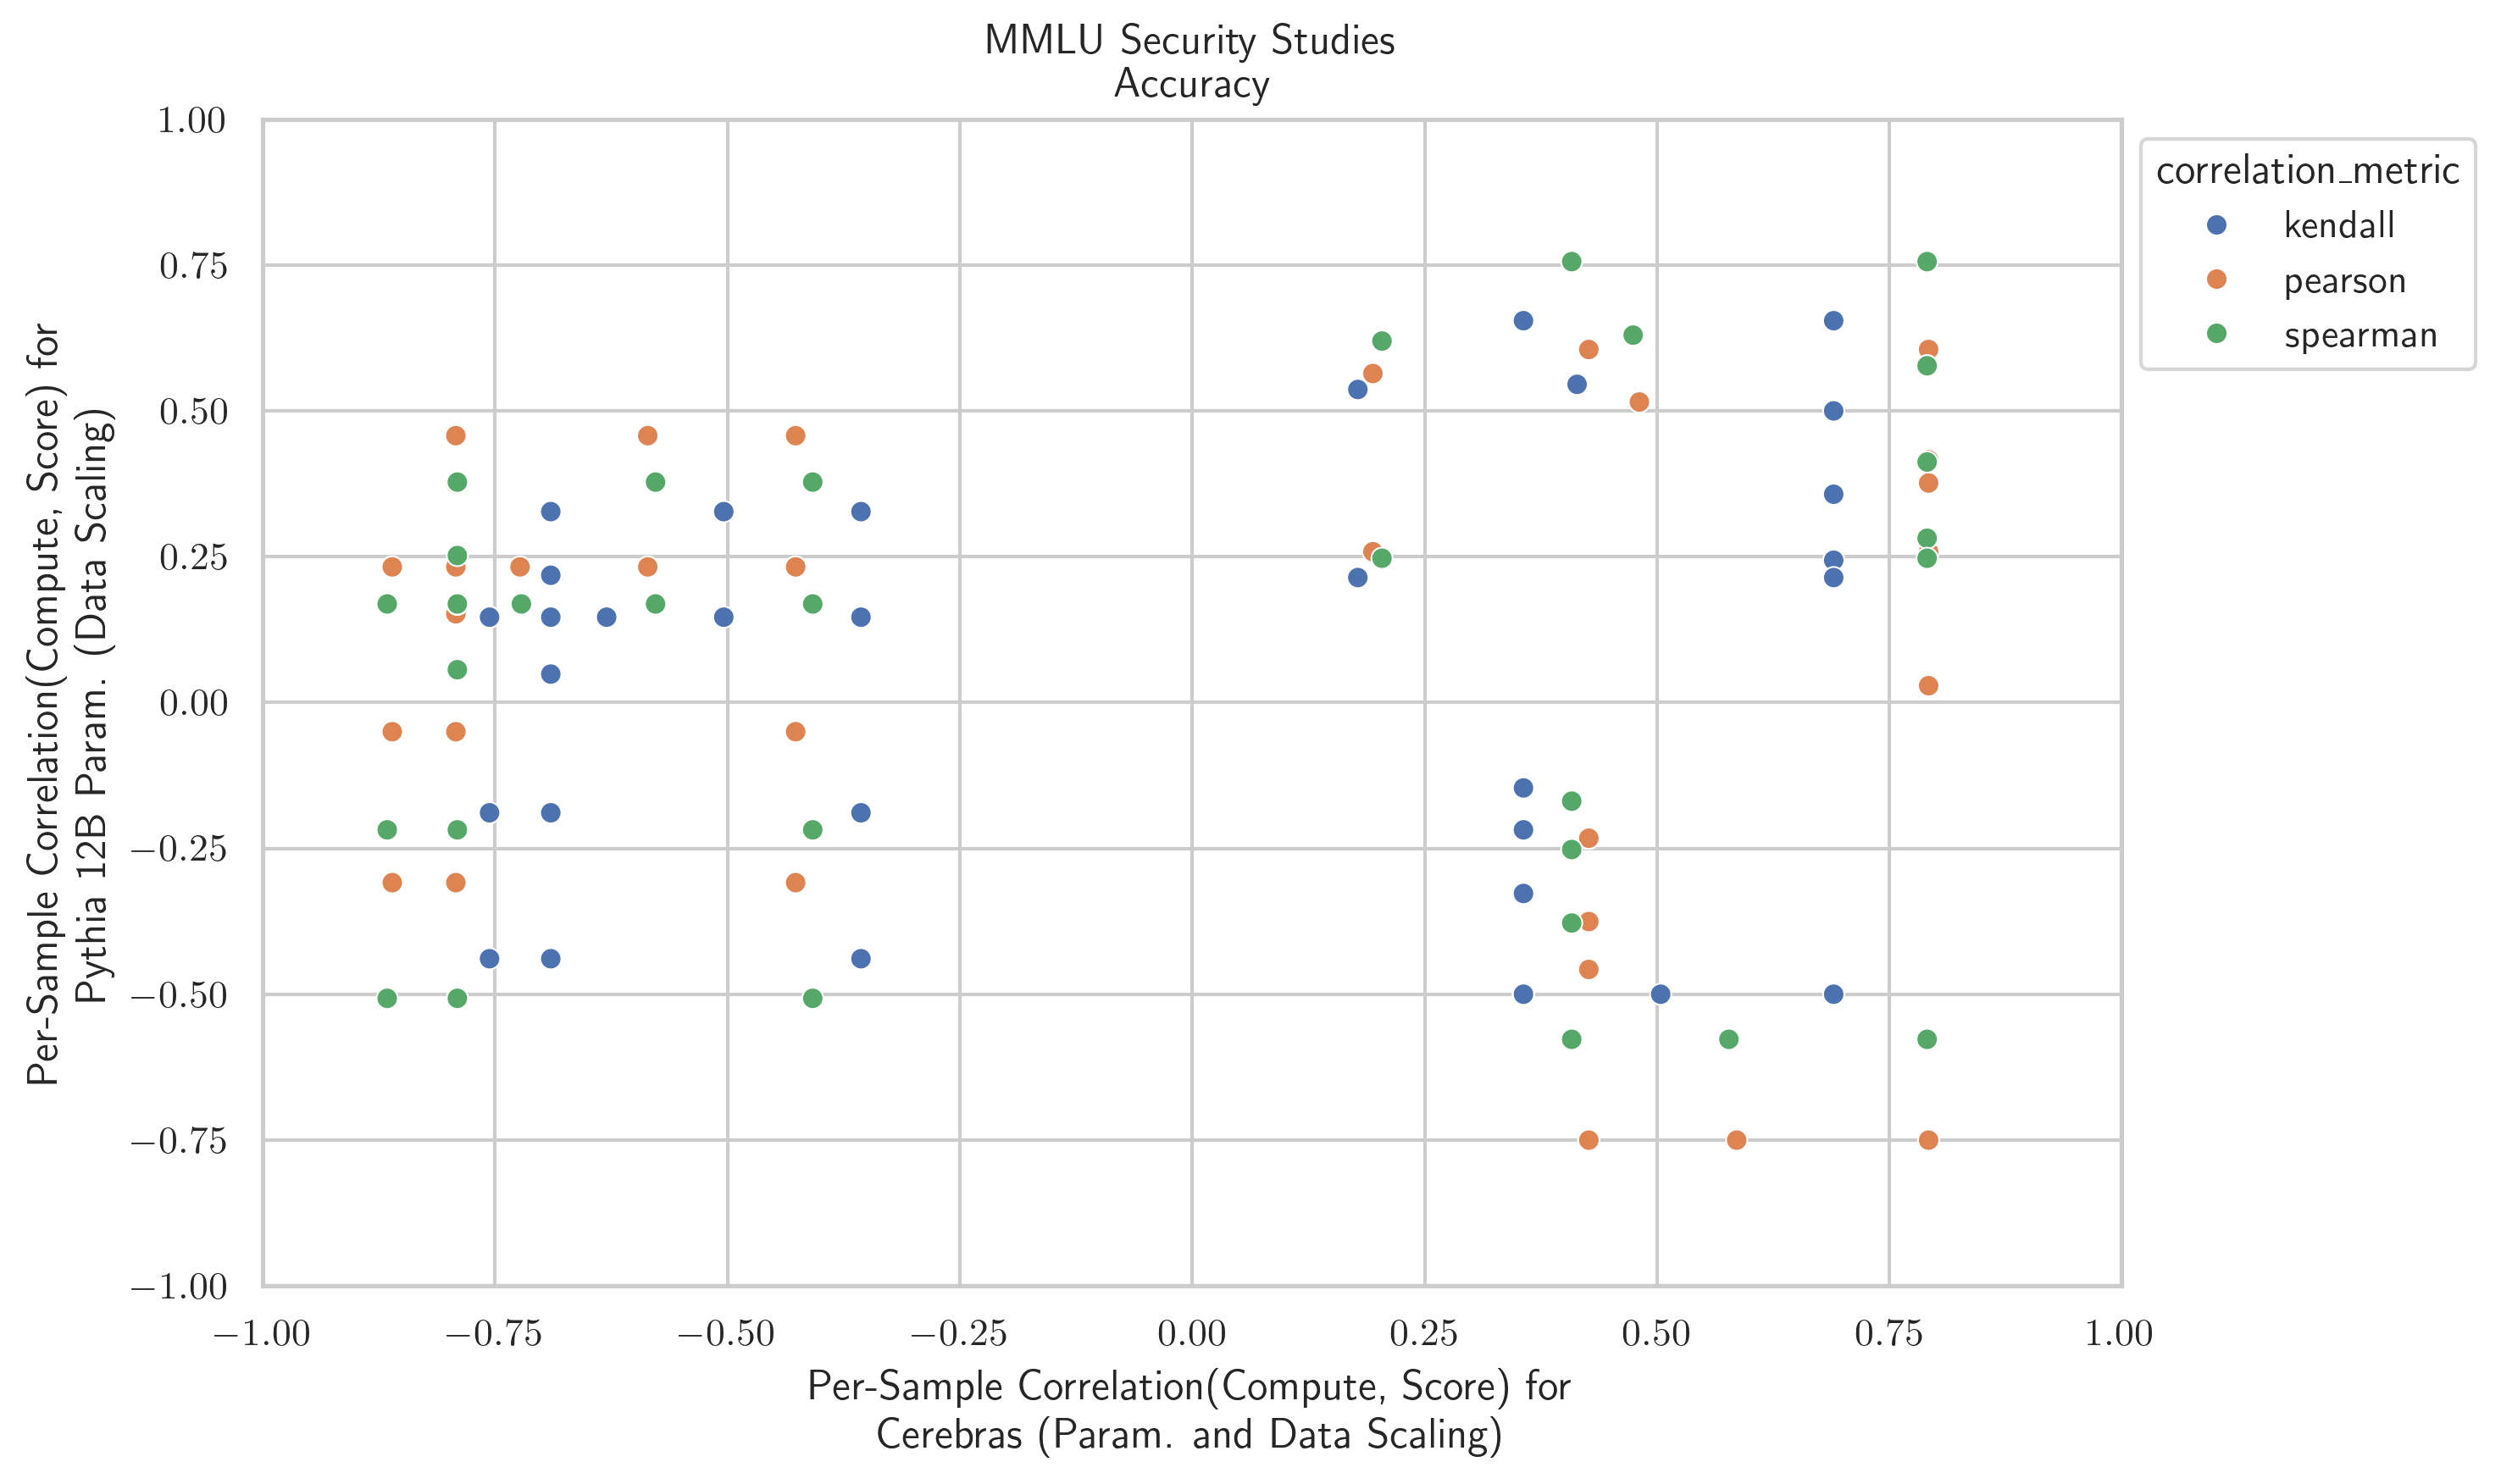 MMLU Security Studies
Accuracy
1.00
0.75
0.50
0.25
0.00
−0.25
−0.50
−0.75
−1.00
Per-Sample Correlation(Compute, Score) for
Pythia 12B Param. (Data Scaling)
correlation_metric
kendall
pearson
spearman
−1.00 −0.75 −0.50 −0.25 0.00 0.25 0.50 0.75 1.00
Per-Sample Correlation(Compute, Score) for
Cerebras (Param. and Data Scaling)